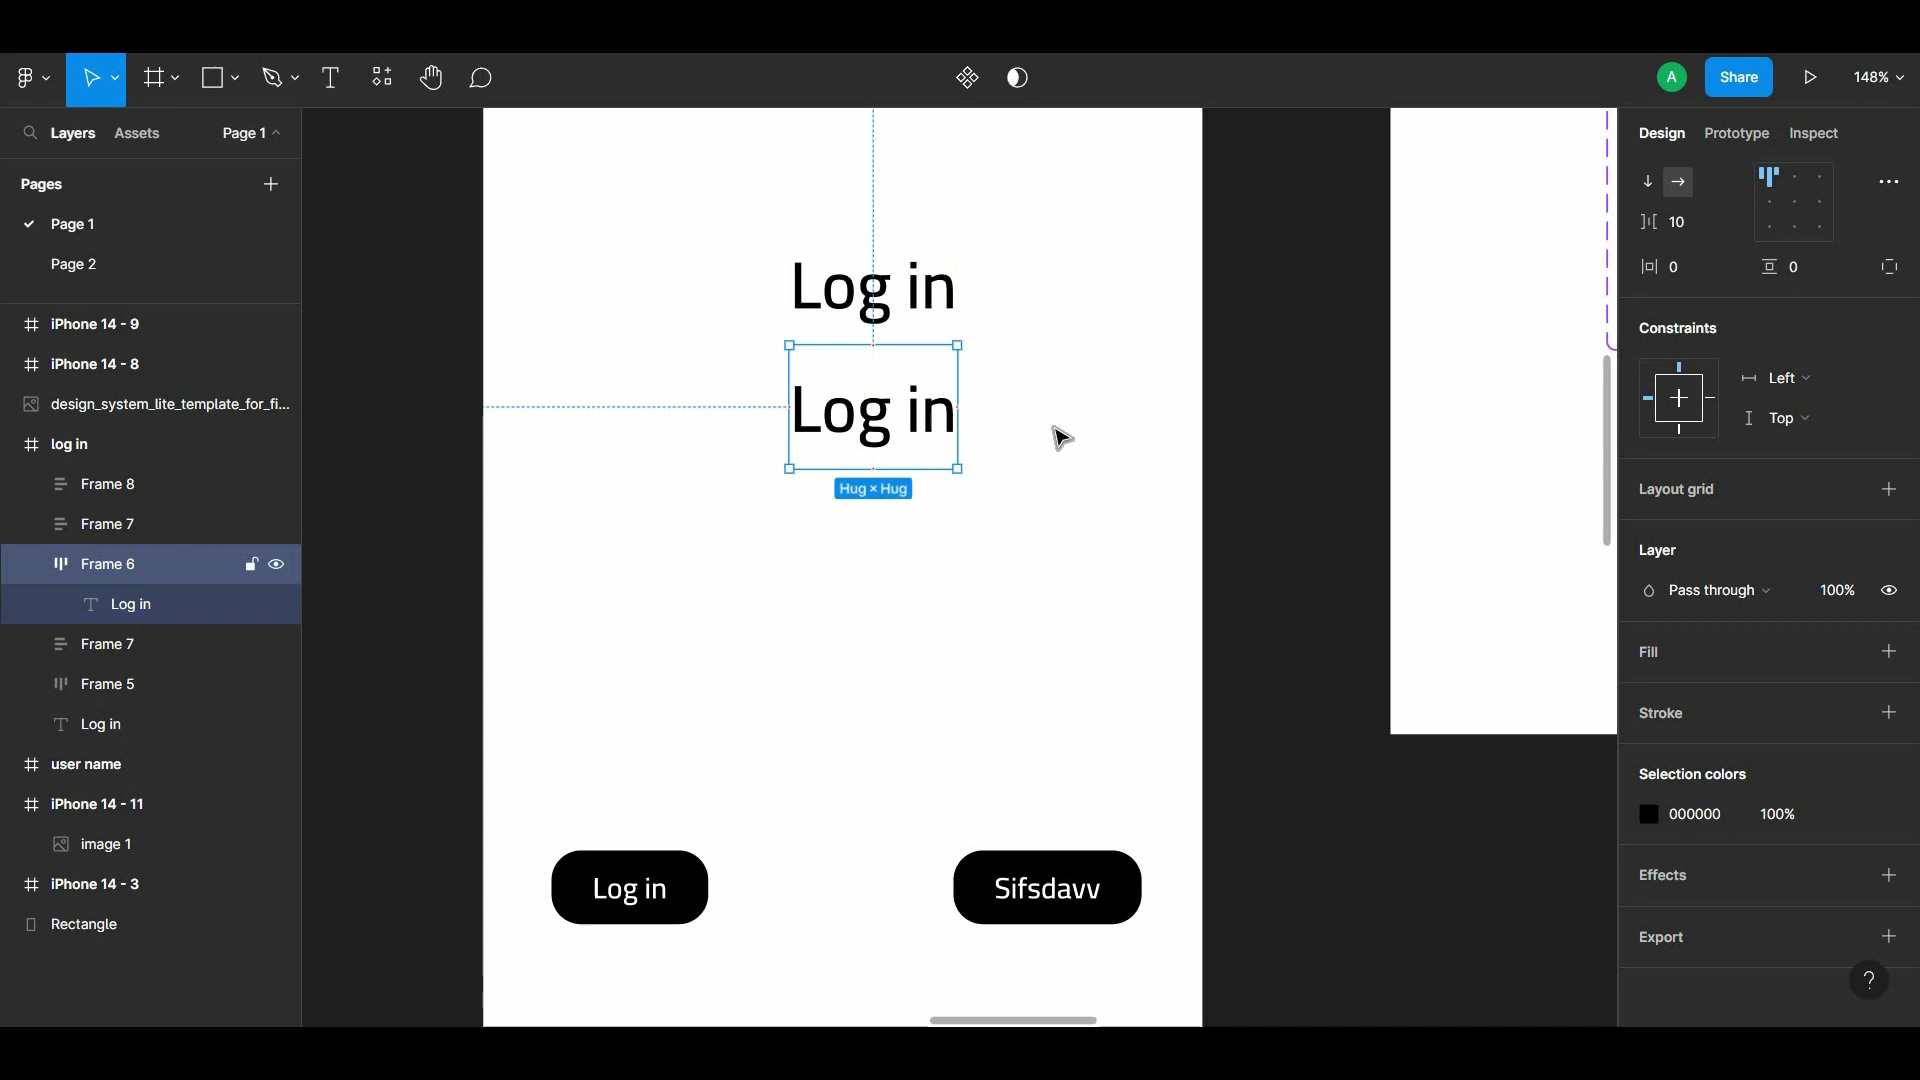 A
Share
148%
Layers
Assets
Page 1
Pages
Page 1
Page 2
iPhone 14 - 9
iPhone 14 - 8
design_system_lite_template_for_fi...
log in
Frame 8
Frame 7
Frame 6
Log in
Frame 7
Frame 5
Log in
user name
iPhone 14 - 11
image 1
iPhone 14 - 3
Rectangle
Log in
Log in
Hug × Hug
Log in
Sifsdavv
Design
Prototype
Inspect
10
0
0
Constraints
Left
Top
Layout grid
Layer
Pass through
100%
Fill
Stroke
Selection colors
000000
100%
Effects
Export
?